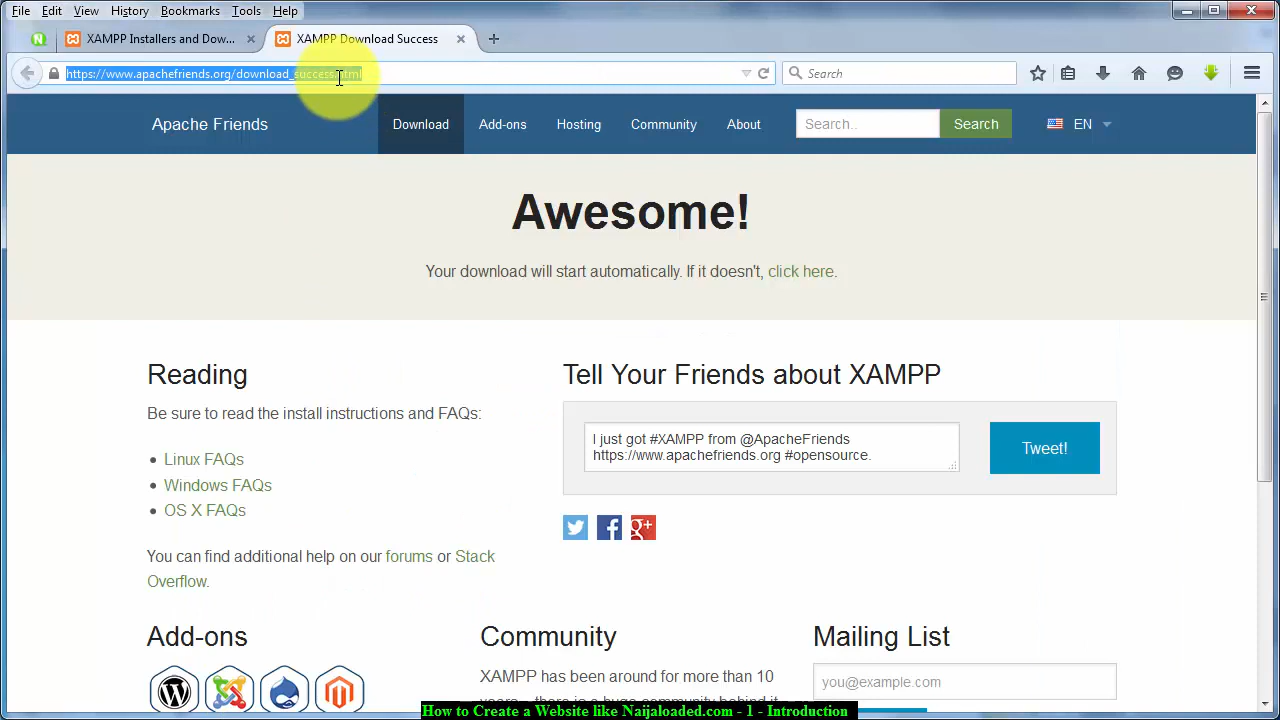 File Edit View History Bookmarks Tools Help
XAMPP Installers and Dow... XAMPP Download Success
https://www.apachefriends.org/download_success.html
Search
Apache Friends
Download Add-ons Hosting Community About
Search..
Search
EN
Awesome!
Your download will start automatically. If it doesn't, click here.
Reading
Be sure to read the install instructions and FAQs:
Linux FAQs
Windows FAQs
OS X FAQs
You can find additional help on our forums or Stack
Overflow.
Tell Your Friends about XAMPP
I just got #XAMPP from @ApacheFriends
https://www.apachefriends.org #opensource.
Tweet!
Add-ons
Community
XAMPP has been around for more than 10
Mailing List
you@example.com
How to Create a Website like Naijaloaded.com - 1 - Introduction